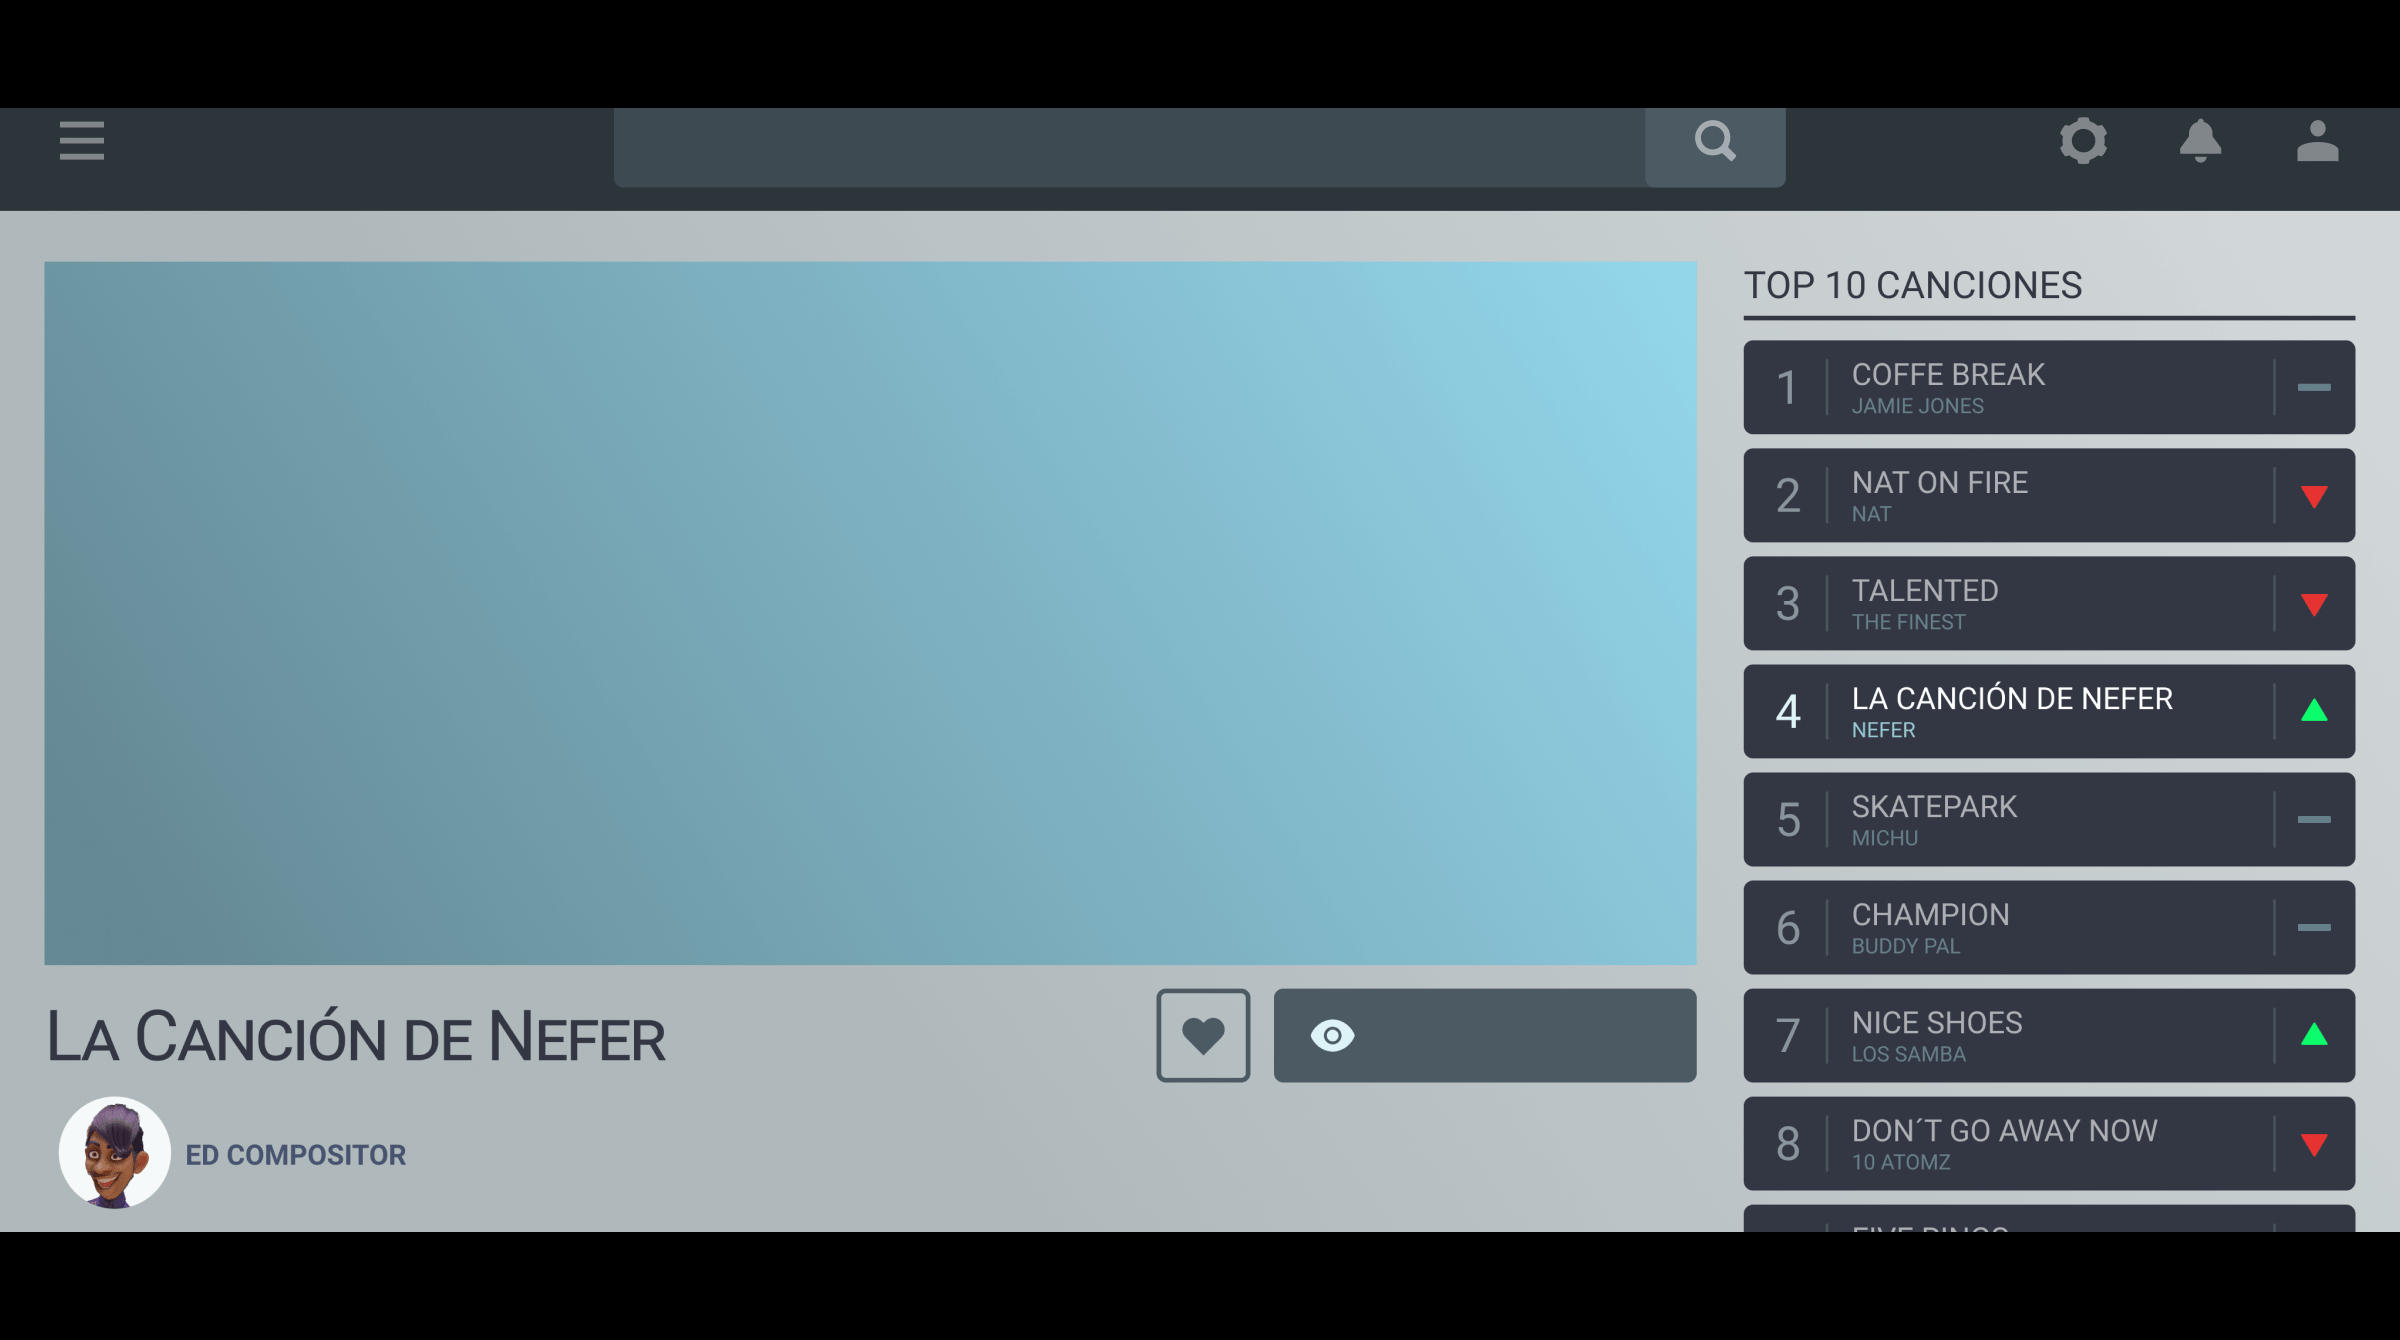 TOP 10 CANCIONES
1
COFFE BREAK
JAMIE JONES
2
NAT ON FIRE
NAT
3
TALENTED
THE FINEST
4
LA CANCIÓN DE NEFER
NEFER
5
SKATEPARK
MICHU
6
CHAMPION
BUDDY PAL
7
NICE SHOES
LOS SAMBA
8
DON´T GO AWAY NOW
10 ATOMZ
LA CANCIÓN DE NEFER
ED COMPOSITOR